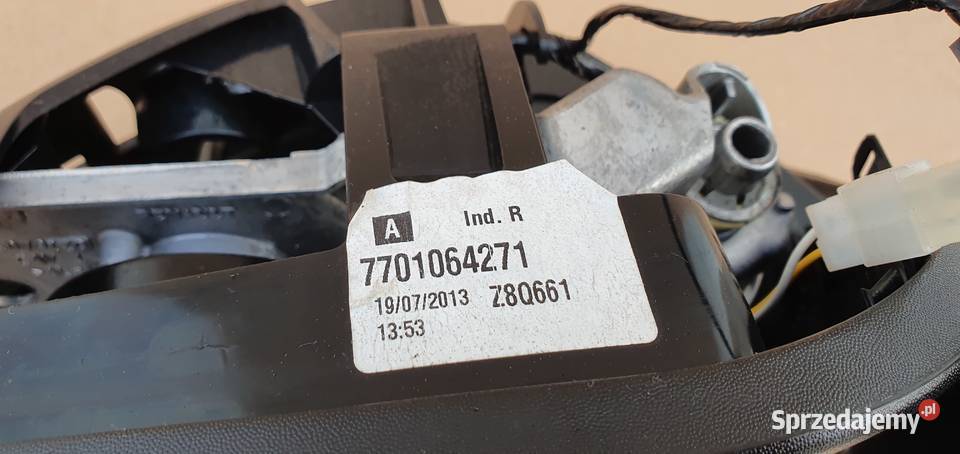 A Ind. R
7701064271
19/07/2013 Z8Q661
13:53
Sprzedajemy.pl